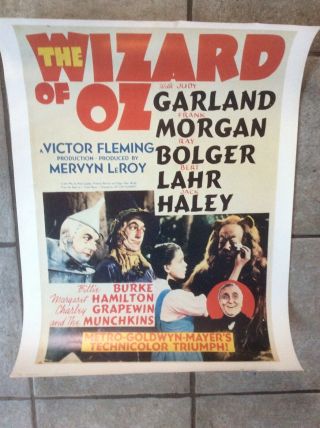 THE WIZARD
OF OZ
with JUDY
GARLAND
FRANK
MORGAN
RAY
BOLGER
BERT
LAHR
JACK
HALEY
A VICTOR FLEMING
PRODUCTION - PRODUCED BY
MERVYN LeROY
Billie BURKE
Margaret HAMILTON
Charley GRAPEWIN
and The MUNCHKINS
METRO-GOLDWYN-MAYER'S
TECHNICOLOR TRIUMPH!